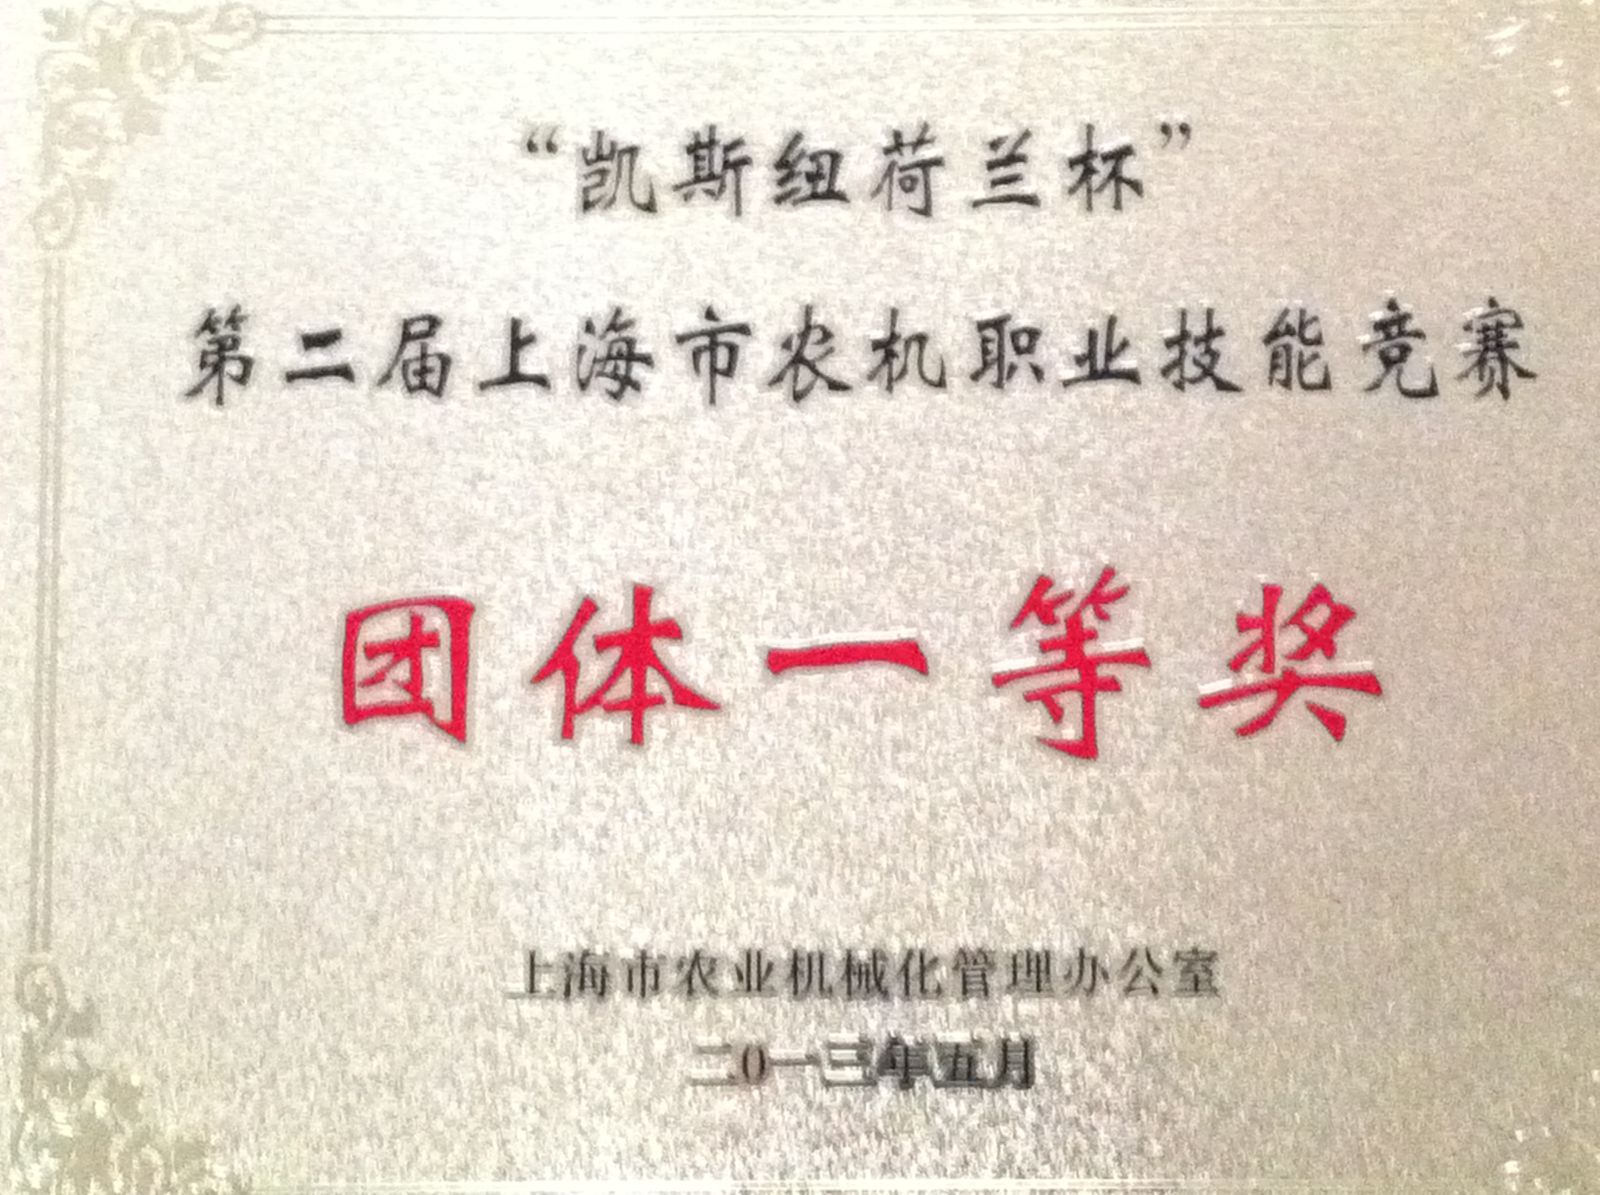 “凯斯纽荷兰杯”
第二届上海市农机职业技能竞赛
团体一等奖
上海市农业机械化管理办公室
二0一三年五月